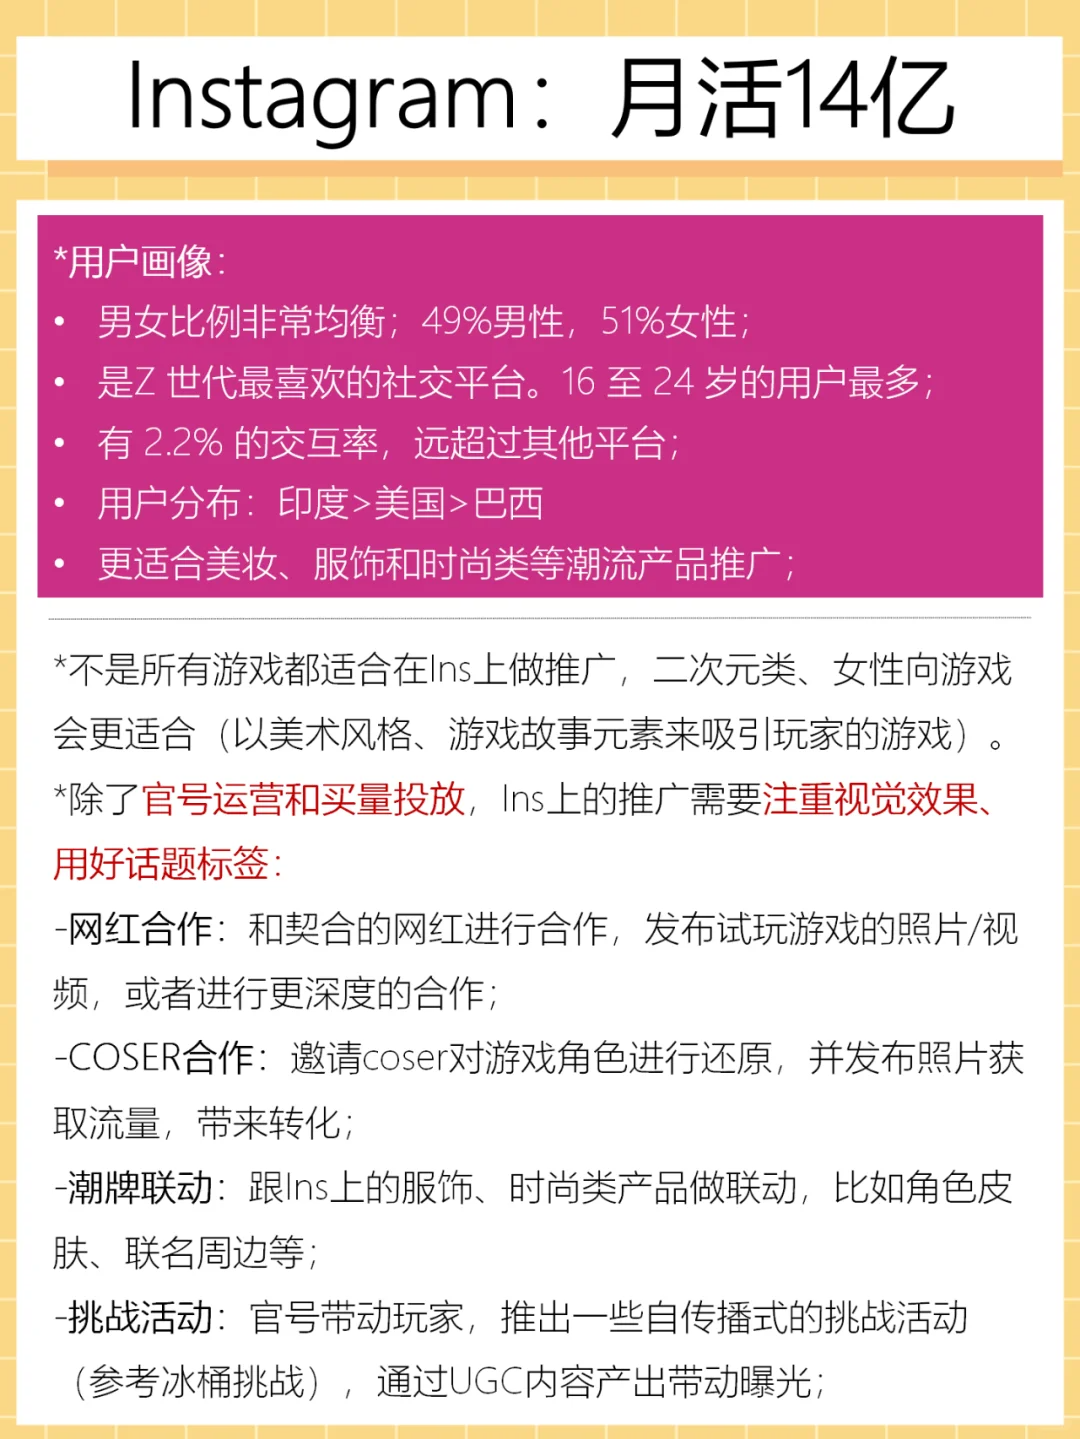 Instagram：月活14亿
*用户画像：
• 男女比例非常均衡；49%男性，51%女性；
• 是Z 世代最喜欢的社交平台。16 至 24 岁的用户最多；
• 有 2.2% 的交互率，远超过其他平台；
• 用户分布：印度>美国>巴西
• 更适合美妆、服饰和时尚类等潮流产品推广；
*不是所有游戏都适合在Ins上做推广，二次元类、女性向游戏
会更适合（以美术风格、游戏故事元素来吸引玩家的游戏）。
*除了官号运营和买量投放，Ins上的推广需要注重视觉效果、
用好话题标签：
-网红合作：和契合的网红进行合作，发布试玩游戏的照片/视
频，或者进行更深度的合作；
-COSER合作：邀请coser对游戏角色进行还原，并发布照片获
取流量，带来转化；
-潮牌联动：跟Ins上的服饰、时尚类产品做联动，比如角色皮
肤、联名周边等；
-挑战活动：官号带动玩家，推出一些自传播式的挑战活动
（参考冰桶挑战），通过UGC内容产出带动曝光；